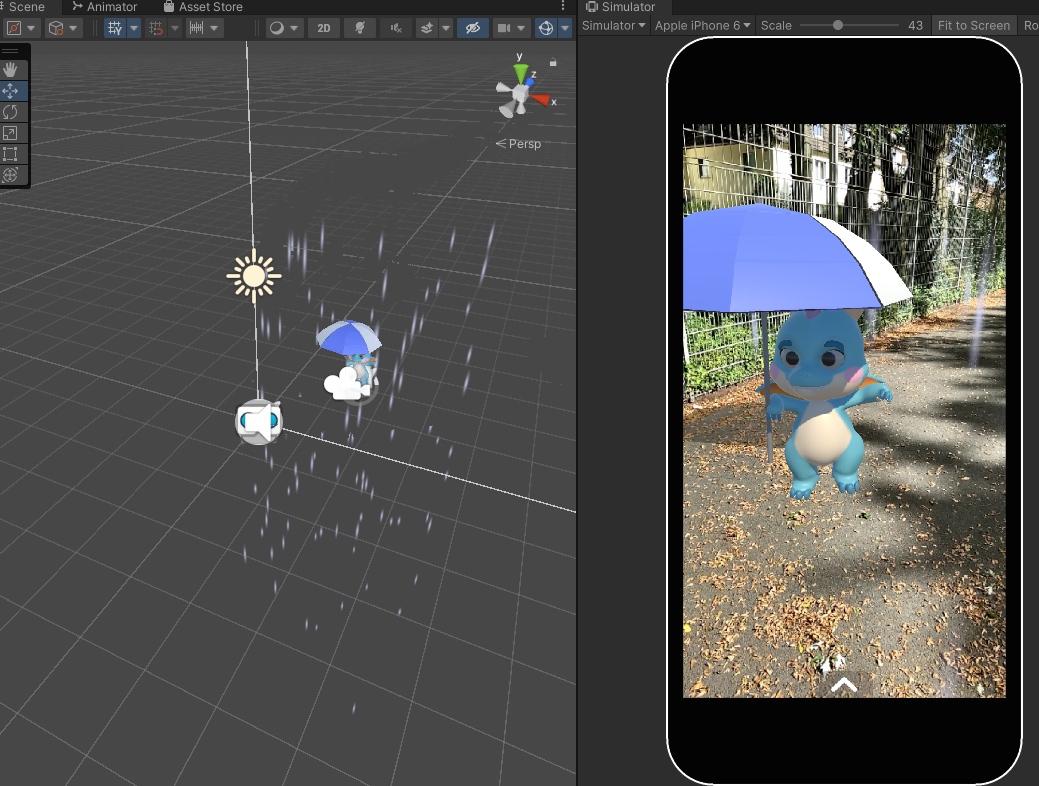 Scene Animator Asset Store
Simulator
2D
Simulator Apple iPhone 6 Scale 43 Fit to Screen Ro
y
z
x
Persp